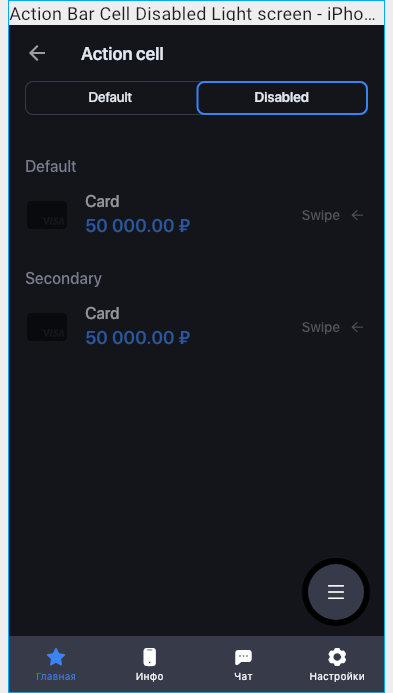 Action Bar Cell Disabled Light screen - iPho...
Action cell
Default
Disabled
Default
Card
50 000.00 ₽
Swipe
VISA
Secondary
Card
50 000.00 ₽
Swipe
VISA
Главная
Инфо
Чат
Настройки